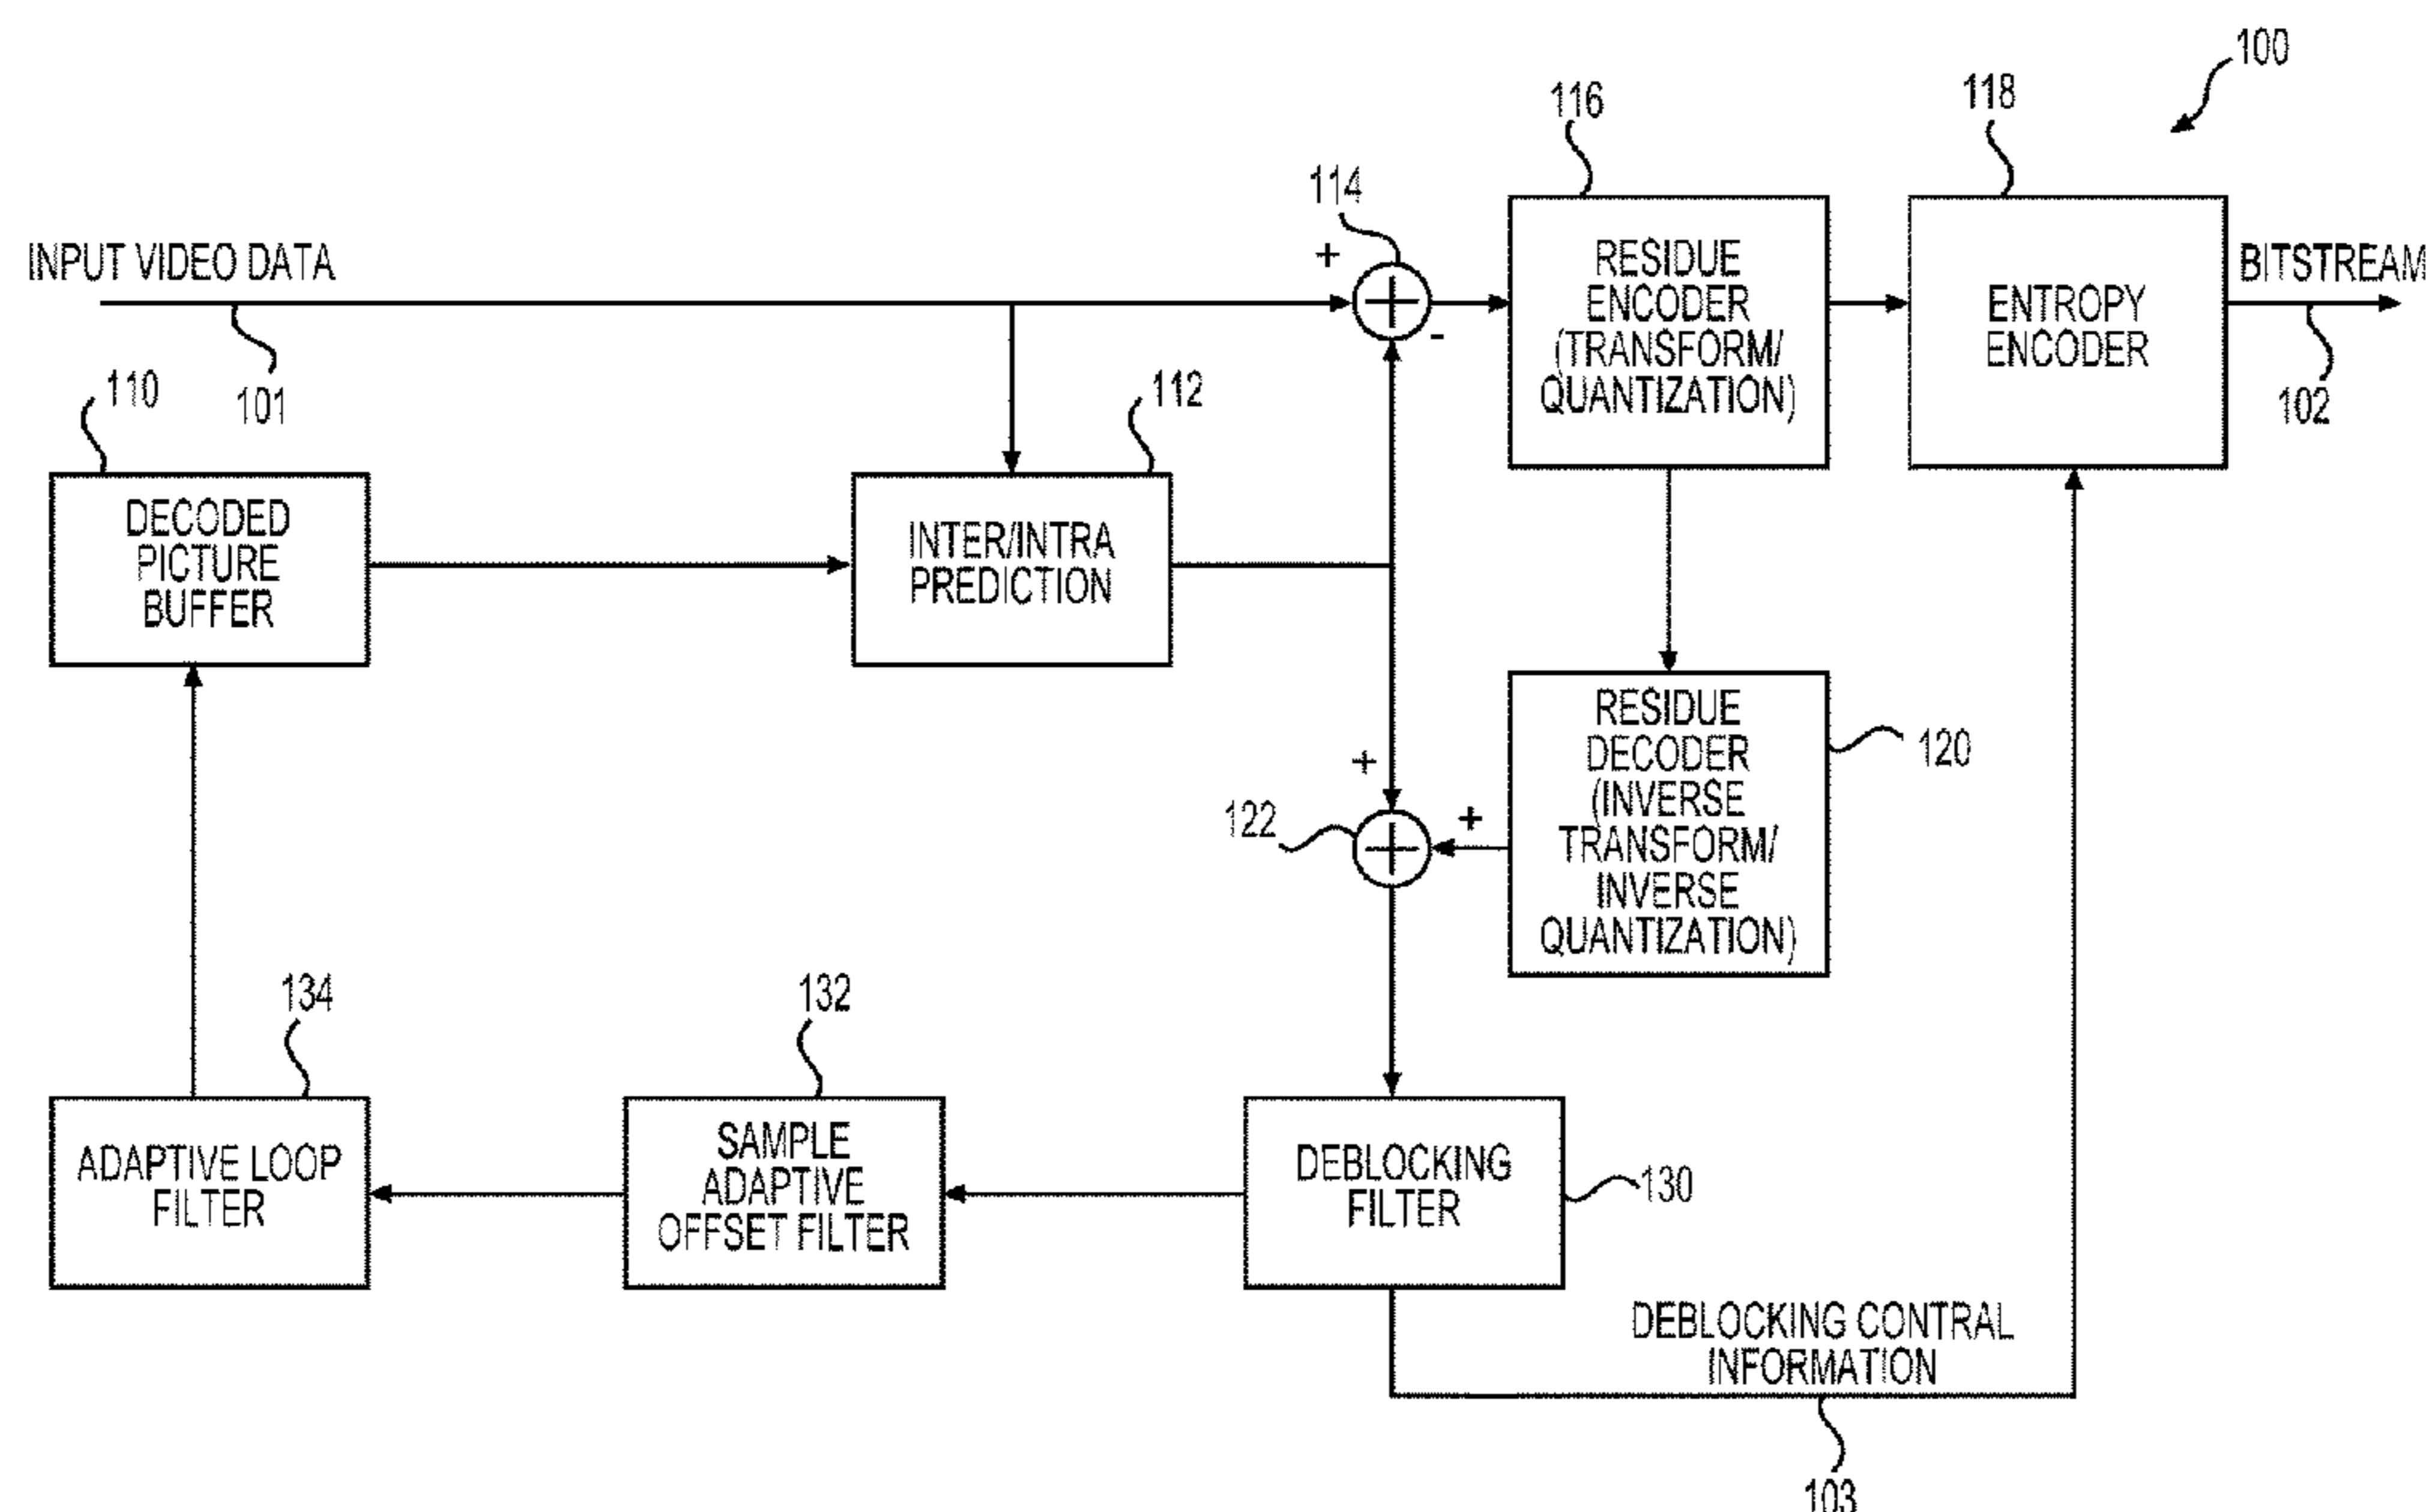 100
116
118
114
+
INPUT VIDEO DATA
-
RESIDUE
ENCODER
(TRANSFORM/
QUANTIZATION)
ENTROPY
ENCODER
BITSTREAM
101
102
110
112
DECODED
PICTURE
BUFFER
INTER/INTRA
PREDICTION
RESIDUE
DECODER
(INVERSE
TRANSFORM/
INVERSE
QUANTIZATION)
120
+
+
122
134
132
ADAPTIVE LOOP
FILTER
SAMPLE
ADAPTIVE
OFFSET FILTER
DEBLOCKING
FILTER
130
DEBLOCKING CONTRAL
INFORMATION
103